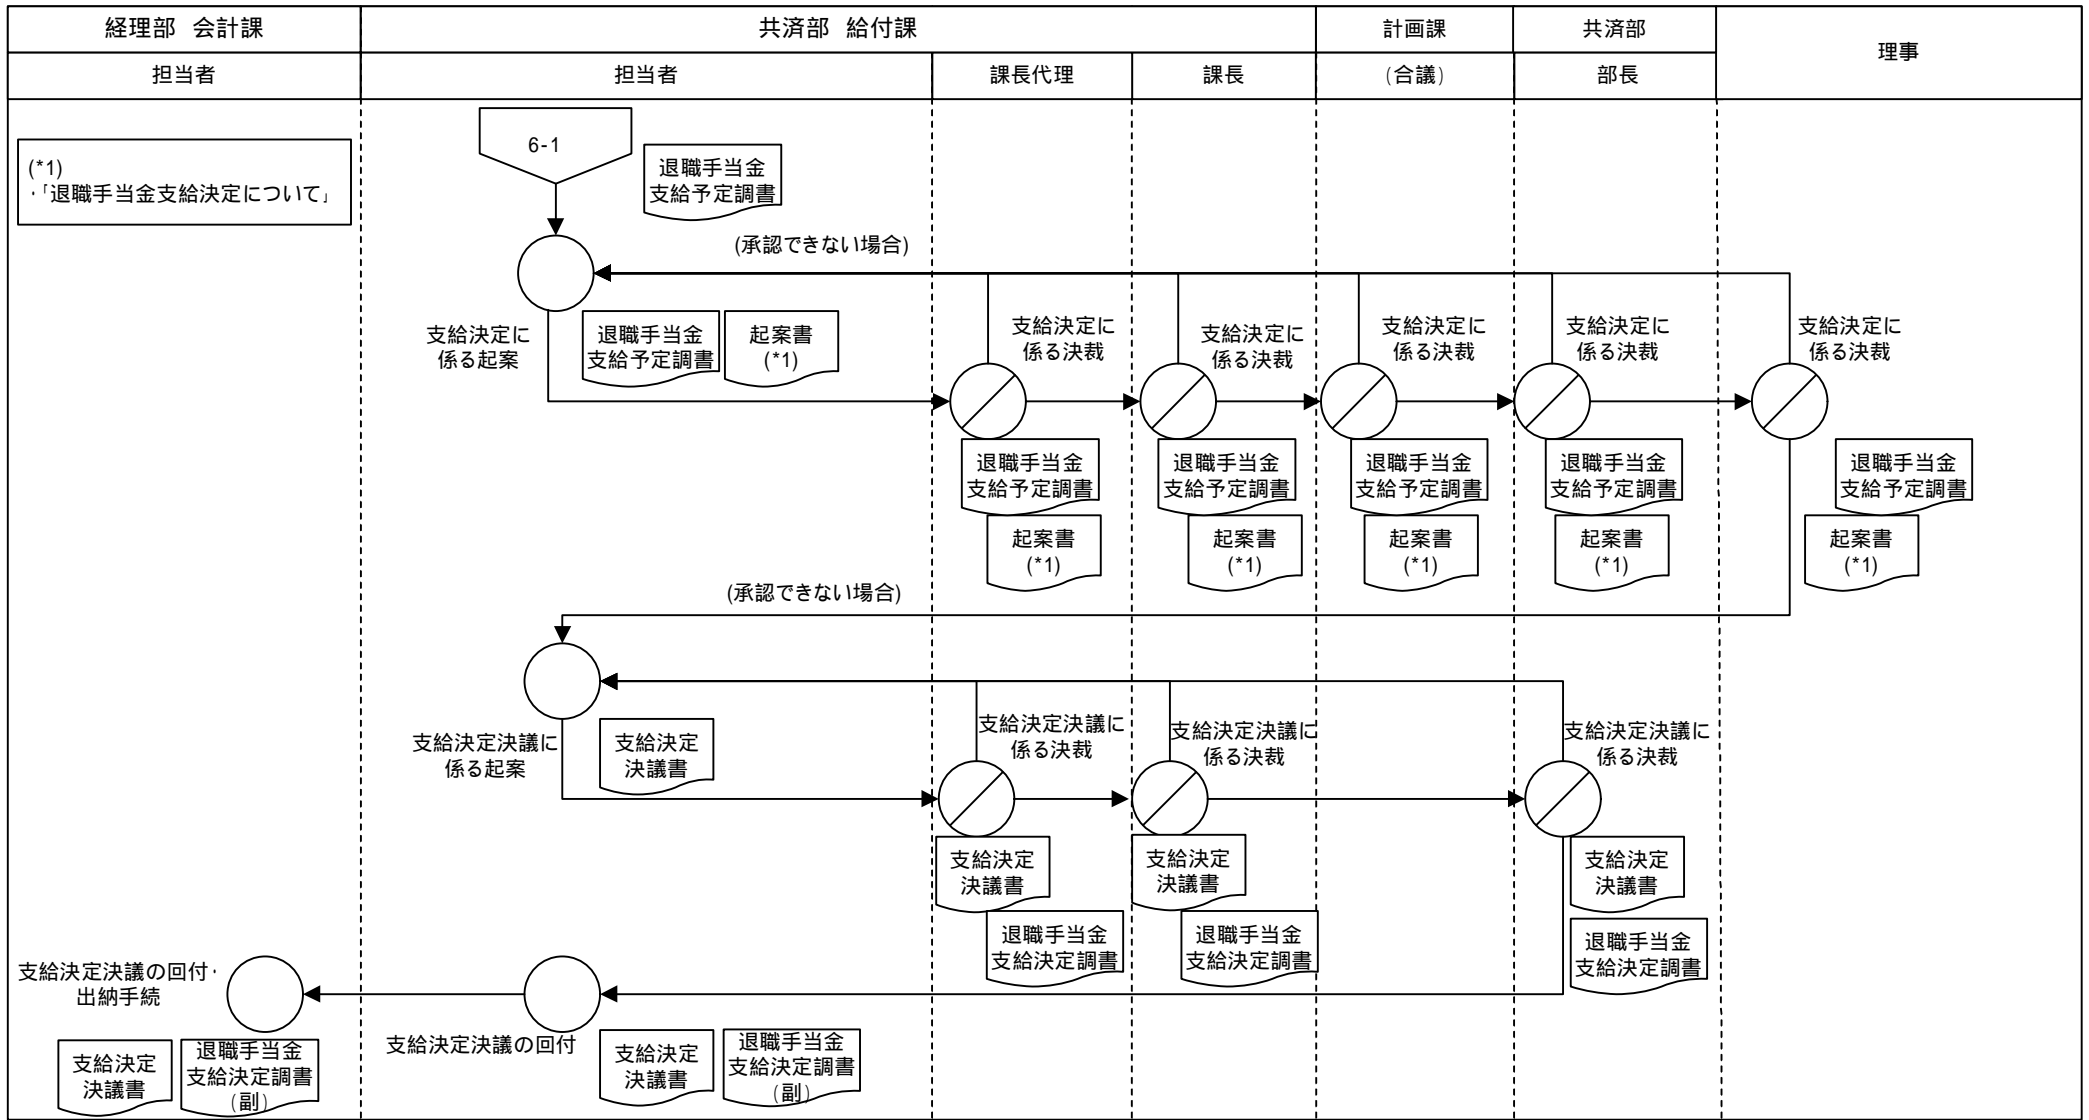 経理部 会計課
共済部 給付課
計画課
共済部
理事
担当者
担当者
課長代理
課長
(合議)
部長
(*1)
・「退職手当金支給決定について」
6-1
退職手当金
支給予定調書
(承認できない場合)
支給決定に
係る起案
退職手当金
支給予定調書
起案書
(*1)
支給決定に
係る決裁
支給決定に
係る決裁
支給決定に
係る決裁
支給決定に
係る決裁
支給決定に
係る決裁
退職手当金
支給予定調書
退職手当金
支給予定調書
退職手当金
支給予定調書
退職手当金
支給予定調書
退職手当金
支給予定調書
起案書
(*1)
起案書
(*1)
起案書
(*1)
起案書
(*1)
起案書
(*1)
(承認できない場合)
支給決定決議に
係る起案
支給決定
決議書
支給決定決議に
係る決裁
支給決定決議に
係る決裁
支給決定決議に
係る決裁
支給決定
決議書
支給決定
決議書
支給決定
決議書
退職手当金
支給決定調書
退職手当金
支給決定調書
退職手当金
支給決定調書
支給決定決議の回付・
出納手続
支給決定決議の回付
支給決定
決議書
退職手当金
支給決定調書
(副)
支給決定
決議書
退職手当金
支給決定調書
(副)